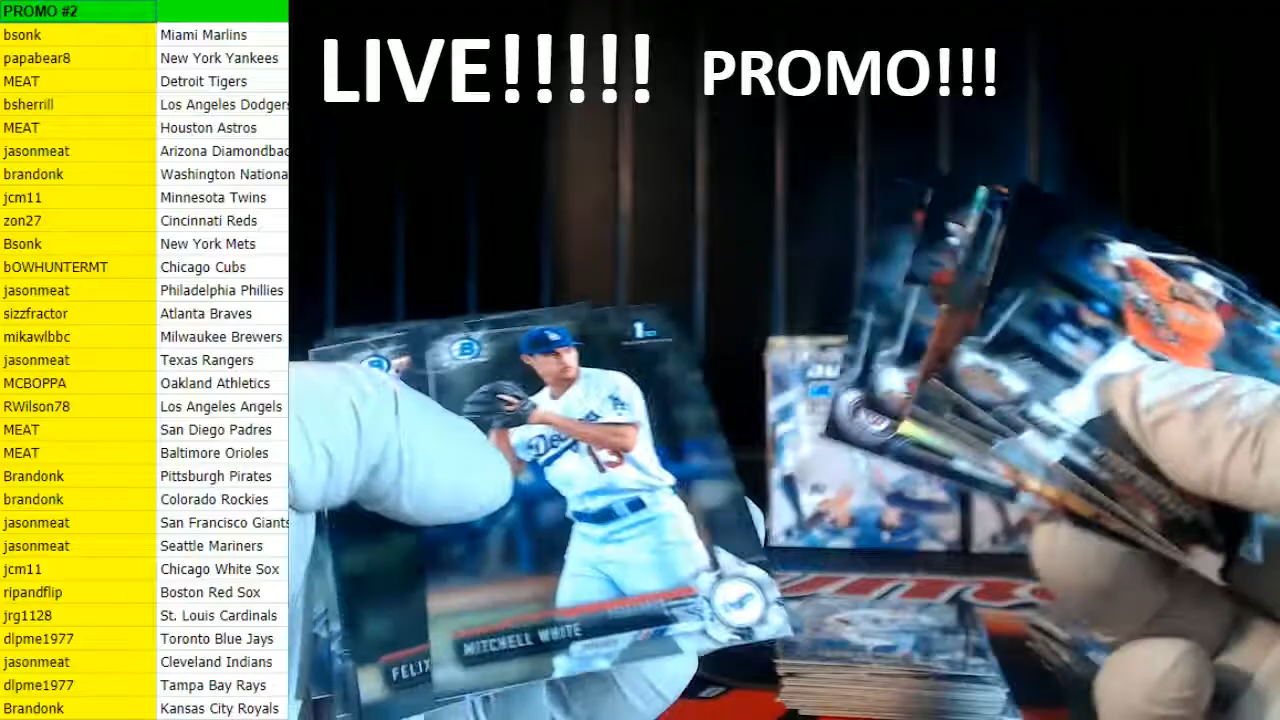 PROMO #2
bsonk Miami Marlins
papabear8 New York Yankees
MEAT Detroit Tigers
bsherrill Los Angeles Dodgers
MEAT Houston Astros
jasonmeat Arizona Diamondbac
brandonk Washington Nationa
jcm11 Minnesota Twins
zon27 Cincinnati Reds
Bsonk New York Mets
bOWHUNTERMT Chicago Cubs
jasonmeat Philadelphia Phillies
sizzfractor Atlanta Braves
mikawlbbc Milwaukee Brewers
jasonmeat Texas Rangers
MCBOPPA Oakland Athletics
RWilson78 Los Angeles Angels
MEAT San Diego Padres
MEAT Baltimore Orioles
Brandonk Pittsburgh Pirates
brandonk Colorado Rockies
jasonmeat San Francisco Giants
jasonmeat Seattle Mariners
jcm11 Chicago White Sox
ripandflip Boston Red Sox
jrg1128 St. Louis Cardinals
dlpme1977 Toronto Blue Jays
jasonmeat Cleveland Indians
dlpme1977 Tampa Bay Rays
Brandonk Kansas City Royals
LIVE!!!!! PROMO!!!
B
LA
Dodgers
13
MITCHELL WHITE
FELIX